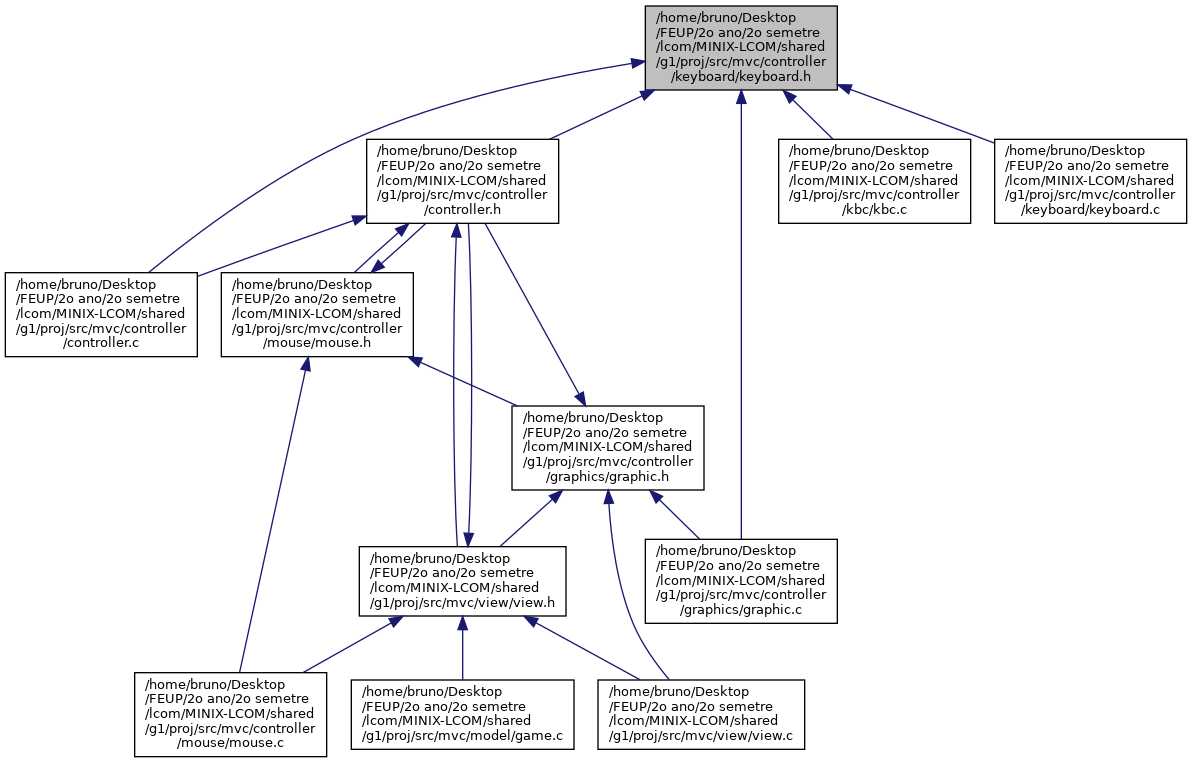 /home/bruno/Desktop
/FEUP/2o ano/2o semetre
/lcom/MINIX-LCOM/shared
/g1/proj/src/mvc/controller
/keyboard/keyboard.h
/home/bruno/Desktop
/FEUP/2o ano/2o semetre
/lcom/MINIX-LCOM/shared
/g1/proj/src/mvc/controller
/controller.h
/home/bruno/Desktop
/FEUP/2o ano/2o semetre
/lcom/MINIX-LCOM/shared
/g1/proj/src/mvc/controller
/kbc/kbc.c
/home/bruno/Desktop
/FEUP/2o ano/2o semetre
/lcom/MINIX-LCOM/shared
/g1/proj/src/mvc/controller
/keyboard/keyboard.c
/home/bruno/Desktop
/FEUP/2o ano/2o semetre
/lcom/MINIX-LCOM/shared
/g1/proj/src/mvc/controller
/controller.c
/home/bruno/Desktop
/FEUP/2o ano/2o semetre
/lcom/MINIX-LCOM/shared
/g1/proj/src/mvc/controller
/mouse/mouse.h
/home/bruno/Desktop
/FEUP/2o ano/2o semetre
/lcom/MINIX-LCOM/shared
/g1/proj/src/mvc/controller
/graphics/graphic.h
/home/bruno/Desktop
/FEUP/2o ano/2o semetre
/lcom/MINIX-LCOM/shared
/g1/proj/src/mvc/view/view.h
/home/bruno/Desktop
/FEUP/2o ano/2o semetre
/lcom/MINIX-LCOM/shared
/g1/proj/src/mvc/controller
/graphics/graphic.c
/home/bruno/Desktop
/FEUP/2o ano/2o semetre
/lcom/MINIX-LCOM/shared
/g1/proj/src/mvc/controller
/mouse/mouse.c
/home/bruno/Desktop
/FEUP/2o ano/2o semetre
/lcom/MINIX-LCOM/shared
/g1/proj/src/mvc/model/game.c
/home/bruno/Desktop
/FEUP/2o ano/2o semetre
/lcom/MINIX-LCOM/shared
/g1/proj/src/mvc/view/view.c